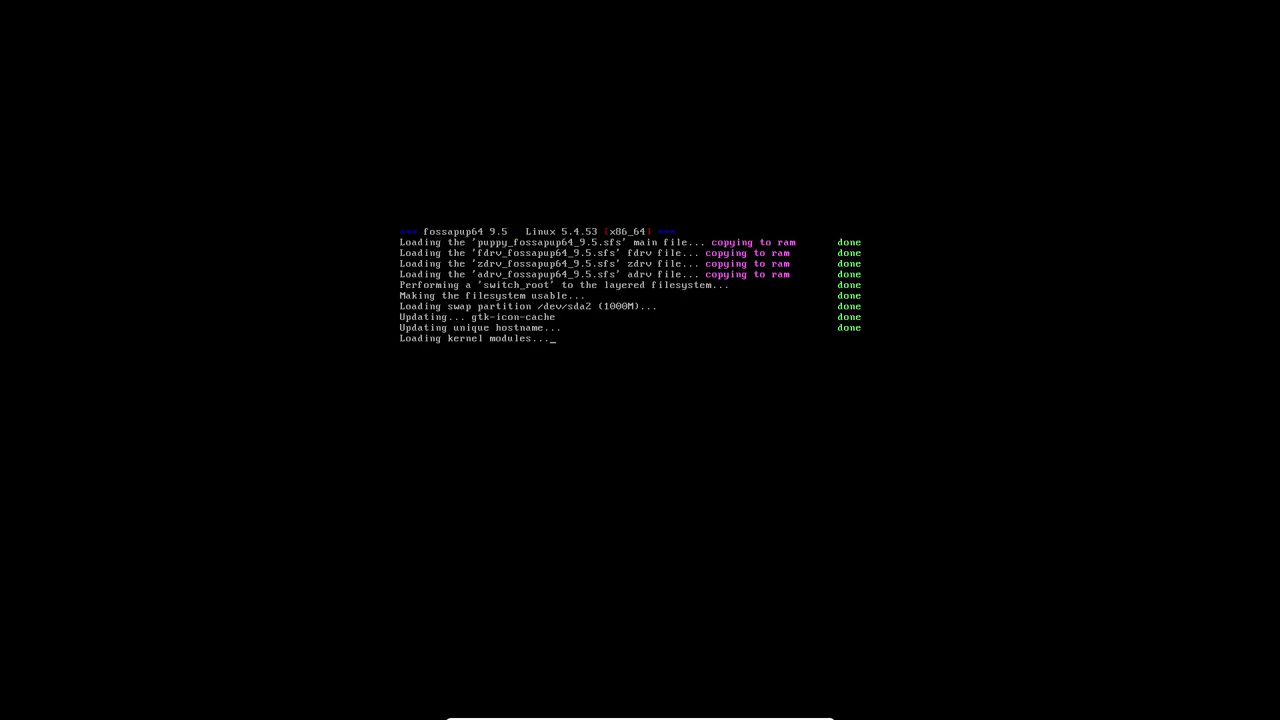 === fossapup64 9.5   Linux 5.4.53 [x86_64] ===
Loading the 'puppy_fossapup64_9.5.sfs' main file... copying to ram done
Loading the 'fdrv_fossapup64_9.5.sfs' fdrv file... copying to ram done
Loading the 'zdrv_fossapup64_9.5.sfs' zdrv file... copying to ram done
Loading the 'adrv_fossapup64_9.5.sfs' adrv file... copying to ram done
Performing a 'switch_root' to the layered filesystem... done
Making the filesystem usable... done
Loading swap partition /dev/sda2 (1000M)... done
Updating... gtk-icon-cache done
Updating unique hostname... done
Loading kernel modules..._